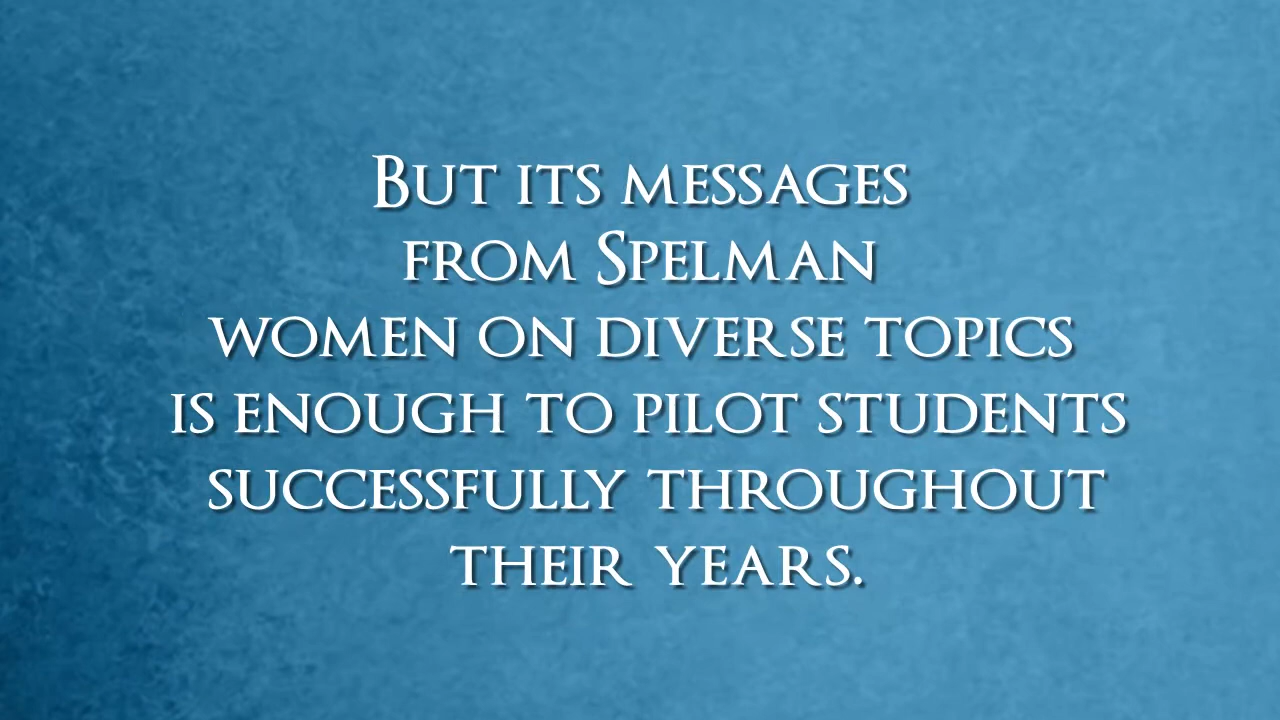 But its messages
from Spelman
women on diverse topics
is enough to pilot students
successfully throughout
their years.